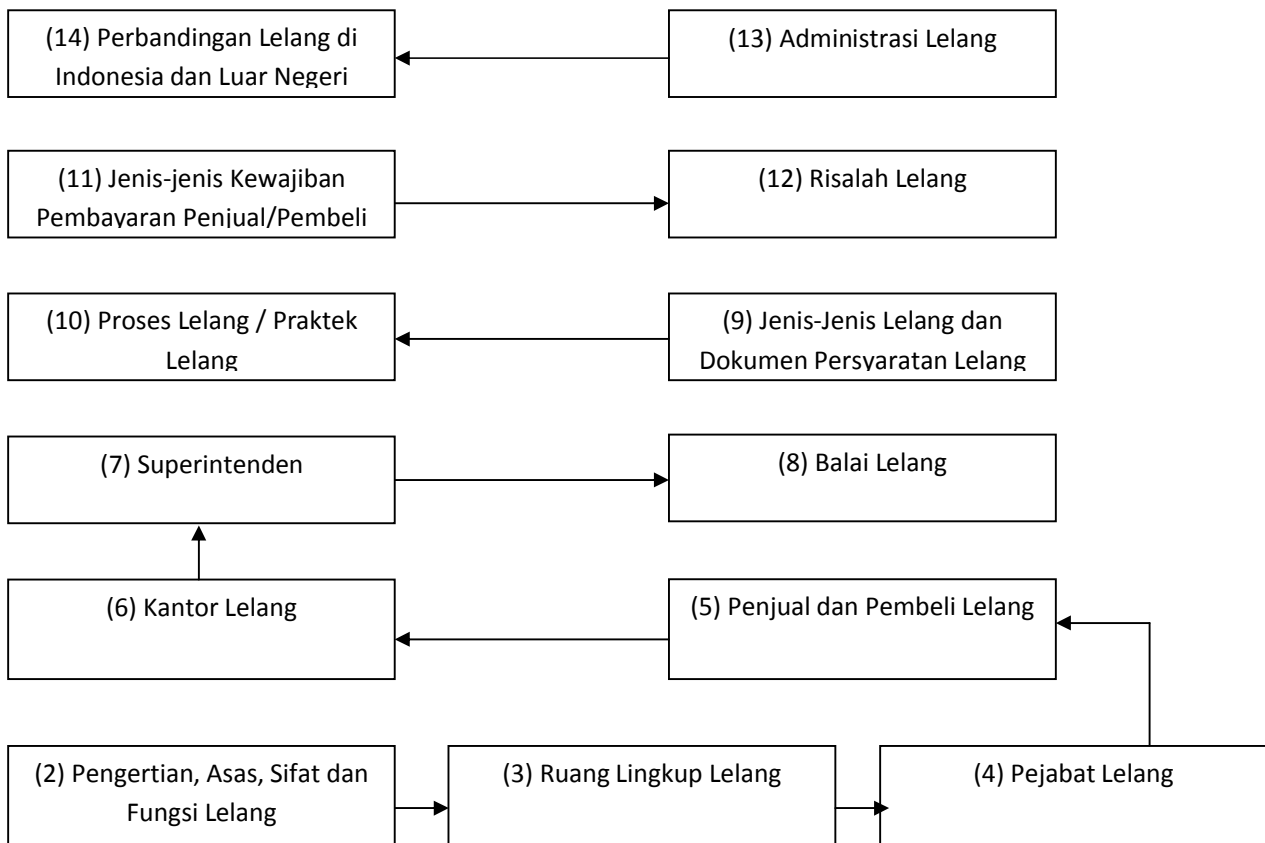 (14) Perbandingan Lelang di
Indonesia dan Luar Negeri
(13) Administrasi Lelang
(11) Jenis-jenis Kewajiban
Pembayaran Penjual/Pembeli
(12) Risalah Lelang
(10) Proses Lelang / Praktek
Lelang
(9) Jenis-Jenis Lelang dan
Dokumen Persyaratan Lelang
(7) Superintenden
(8) Balai Lelang
(6) Kantor Lelang
(5) Penjual dan Pembeli Lelang
(2) Pengertian, Asas, Sifat dan
Fungsi Lelang
(3) Ruang Lingkup Lelang
(4) Pejabat Lelang